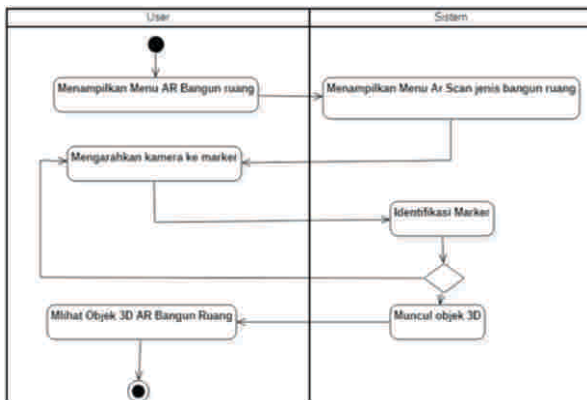 User
Sistem
Menampilkan Menu AR Bangun ruang
Menampilkan Menu Ar Scan jenis bangun ruang
Mengarahkan kamera ke marker
Identifikasi Marker
Muncul objek 3D
Mlihat Objek 3D AR Bangun Ruang